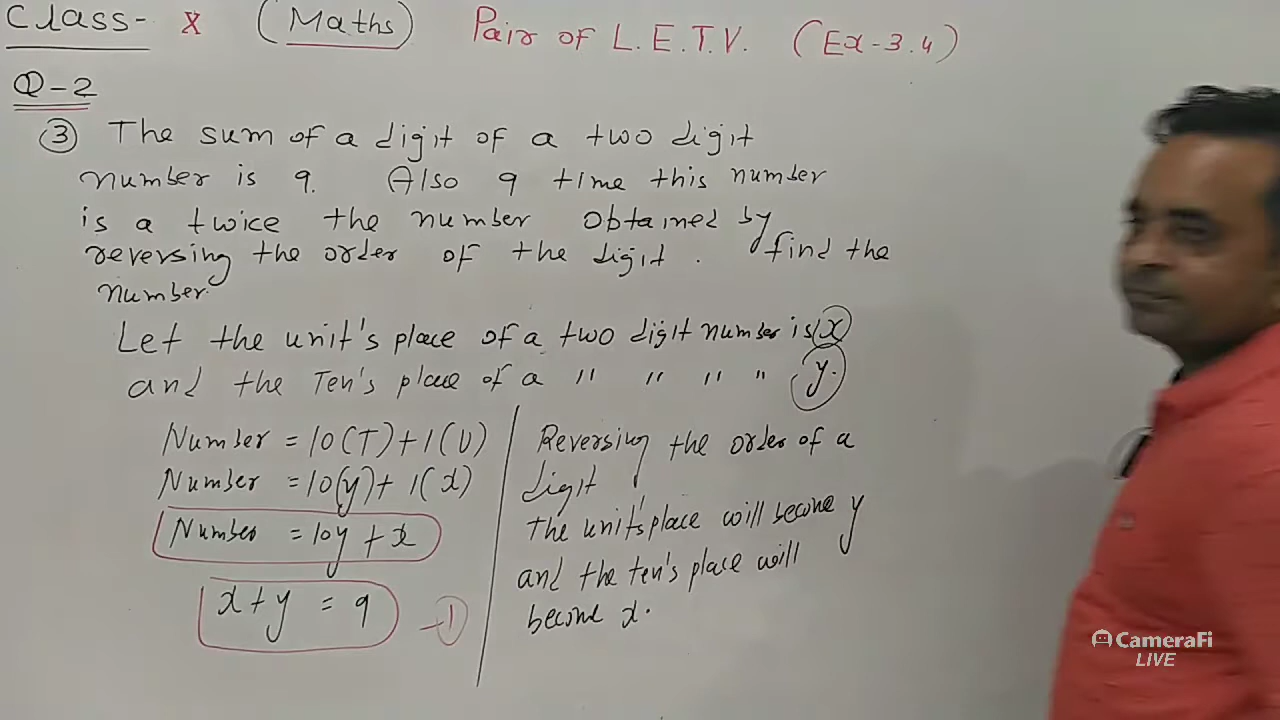 Class- X (Maths) Pair of L.E.T.V. (Ex-3.4)
Q-2
③ The sum of a digit of a two digit
number is 9. Also 9 time this number
is a twice the number obtained by
reversing the order of the digit. find the
number.
Let the unit's place of a two digit number is x
and the Ten's place of a " " " " y.
Number = 10(T)+1(U)
Number = 10(y)+1(x)
Number = 10y + x
x+y = 9 -①
Reversing the order of a
digit
The unit's place will become y
and the ten's place will
become x.
CameraFi
LIVE